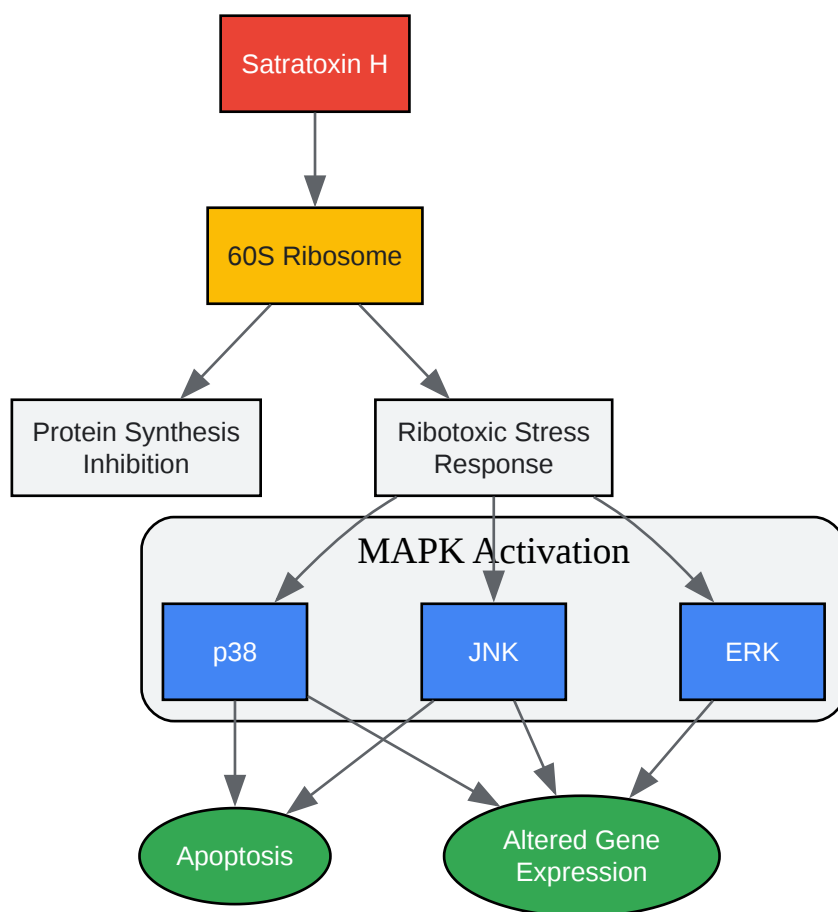 Satratoxin H
60S Ribosome
Protein Synthesis
Inhibition
Ribotoxic Stress
Response
MAPK Activation
p38
JNK
ERK
Apoptosis
Altered Gene
Expression